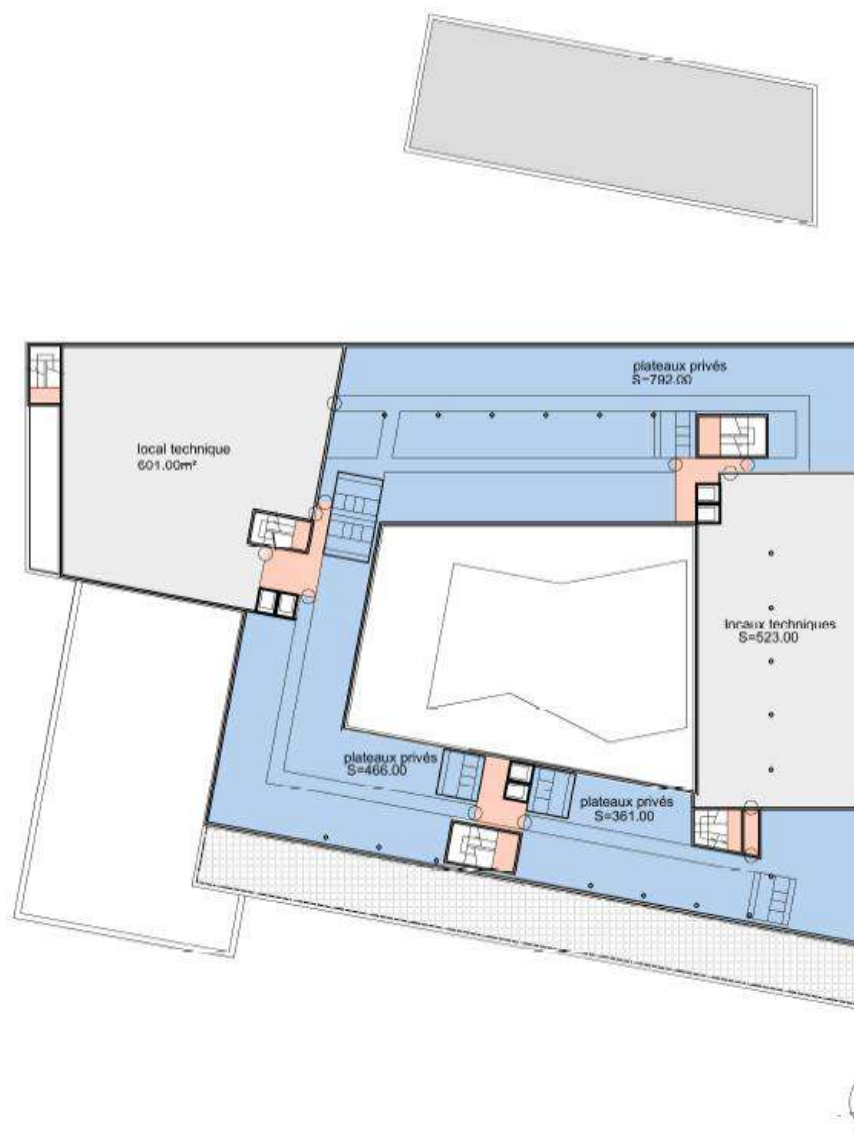 plateaux privés
S=792.00
local technique
601.00m²
locaux techniques
S=523.00
plateaux privés
S=466.00
plateaux privés
S=361.00